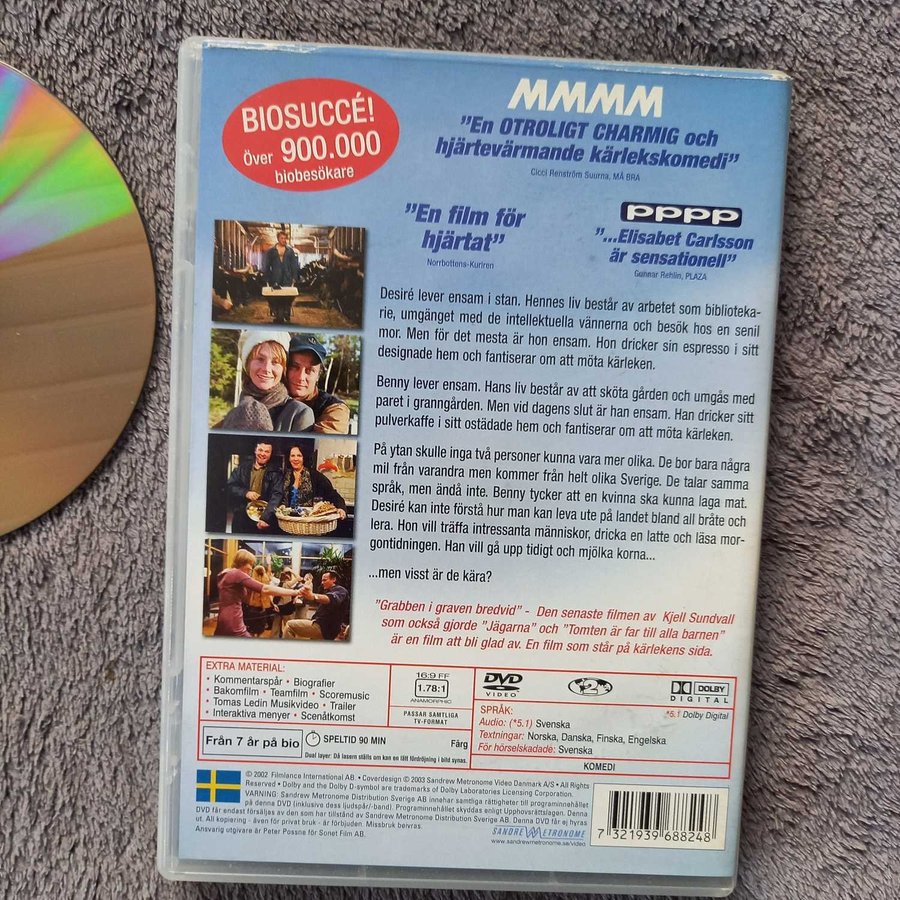 BIOSUCCÉ!
Över 900.000
biobesökare
MMMM
”En OTROLIGT CHARMIG och
hjärtevärmande kärlekskomedi”
Cicci Renström Suurna, MÅ BRA
”En film för
hjärtat”
Norrbottens-Kuriren
PPPP
”...Elisabet Carlsson
är sensationell”
Gunnar Rehlin, PLAZA
Desiré lever ensam i stan. Hennes liv består av arbetet som biblioteka-
rie, umgänget med de intellektuella vännerna och besök hos en senil
mor. Men för det mesta är hon ensam. Hon dricker sin espresso i sitt
designade hem och fantiserar om att möta kärleken.
Benny lever ensam. Hans liv består av att sköta gården och umgås med
paret i granngården. Men vid dagens slut är han ensam. Han dricker sitt
pulverkaffe i sitt ostädade hem och fantiserar om att möta kärleken.
På ytan skulle inga två personer kunna vara mer olika. De bor bara några
mil från varandra men kommer från helt olika Sverige. De talar samma
språk, men ändå inte. Benny tycker att en kvinna ska kunna laga mat.
Desiré kan inte förstå hur man kan leva ute på landet bland all bråte och
lera. Hon vill träffa intressanta människor, dricka en latte och läsa mor-
gontidningen. Han vill gå upp tidigt och mjölka korna...
...men visst är de kära?
”Grabben i graven bredvid” - Den senaste filmen av Kjell Sundvall
som också gjorde ”Jägarna” och ”Tomten är far till alla barnen”
är en film att bli glad av. En film som står på kärlekens sida.
EXTRA MATERIAL:
• Kommentarspår • Biografier
• Bakomfilm • Teamfilm • Scoremusic
• Tomas Ledin Musikvideo • Trailer
• Interaktiva menyer • Scenåtkomst
Från 7 år på bio
SPELTID 90 MIN
Färg
Dual layer: Då lasern ställs om kan en lätt förtröjning i bild synas.
16:9 FF
1.78:1
ANAMORPHIC
PASSAR SAMTLIGA
TV-FORMAT
DVD
VIDEO
2
DOLBY
DIGITAL
*5.1 Dolby Digital
SPRÅK:
Audio: (*5.1) Svenska
Textningar: Norska, Danska, Finska, Engelska
För hörselskadade: Svenska
KOMEDI
© 2002 Filmlance International AB. • Coverdesign © 2003 Sandrew Metronome Video Danmark A/S • All Rights
Reserved • Dolby and the Dolby D-symbol are trademarks of Dolby Laboratories Licensing Corporation.
VARNING: Sandrew Metronome Distribution Sverige AB innehar samtliga rättigheter till programinnehållet
på denna DVD (inklusive dess ljudspår/-band). Programinnehållet skyddas enligt Upphovsrättslagen. Denna
DVD får endast försäljas av den som har tillstånd av Sandrew Metronome Distribution Sverige AB. Denna DVD får ej hyras
ut. All kopiering - även för privat bruk - är förbjuden. Missbruk beivras.
Ansvarig utgivare är Peter Possne för Sonet Film AB.
SANDREW METRONOME
www.sandrewmetronome.se/video
7 321939 688248